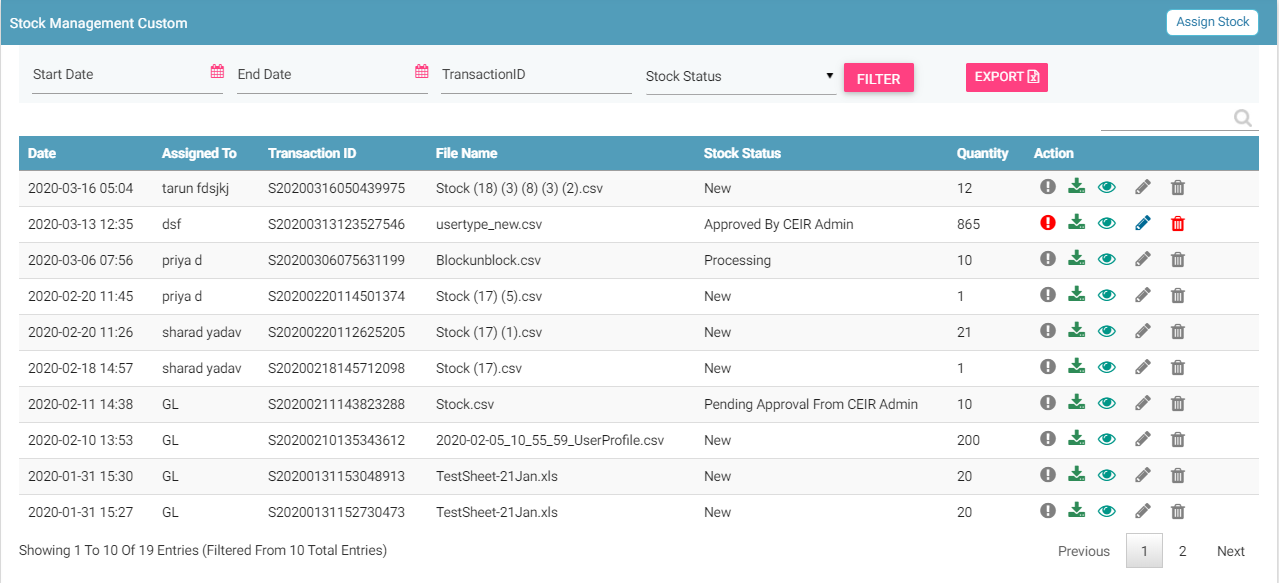 Stock Management Custom Assign Stock
Start Date End Date TransactionID Stock Status FILTER EXPORT
Date Assigned To Transaction ID File Name Stock Status Quantity Action
2020-03-16 05:04 tarun fdsjkj S20200316050439975 Stock (18) (3) (8) (3) (2).csv New 12
2020-03-13 12:35 dsf S20200313123527546 usertype_new.csv Approved By CEIR Admin 865
2020-03-06 07:56 priya d S20200306075631199 Blockunblock.csv Processing 10
2020-02-20 11:45 priya d S20200220114501374 Stock (17) (5).csv New 1
2020-02-20 11:26 sharad yadav S20200220112625205 Stock (17) (1).csv New 21
2020-02-18 14:57 sharad yadav S20200218145712098 Stock (17).csv New 1
2020-02-11 14:38 GL S20200211143823288 Stock.csv Pending Approval From CEIR Admin 10
2020-02-10 13:53 GL S20200210135343612 2020-02-05_10_55_59_UserProfile.csv New 200
2020-01-31 15:30 GL S20200131153048913 TestSheet-21Jan.xls New 20
2020-01-31 15:27 GL S20200131152730473 TestSheet-21Jan.xls New 20
Showing 1 To 10 Of 19 Entries (Filtered From 10 Total Entries) Previous 1 2 Next